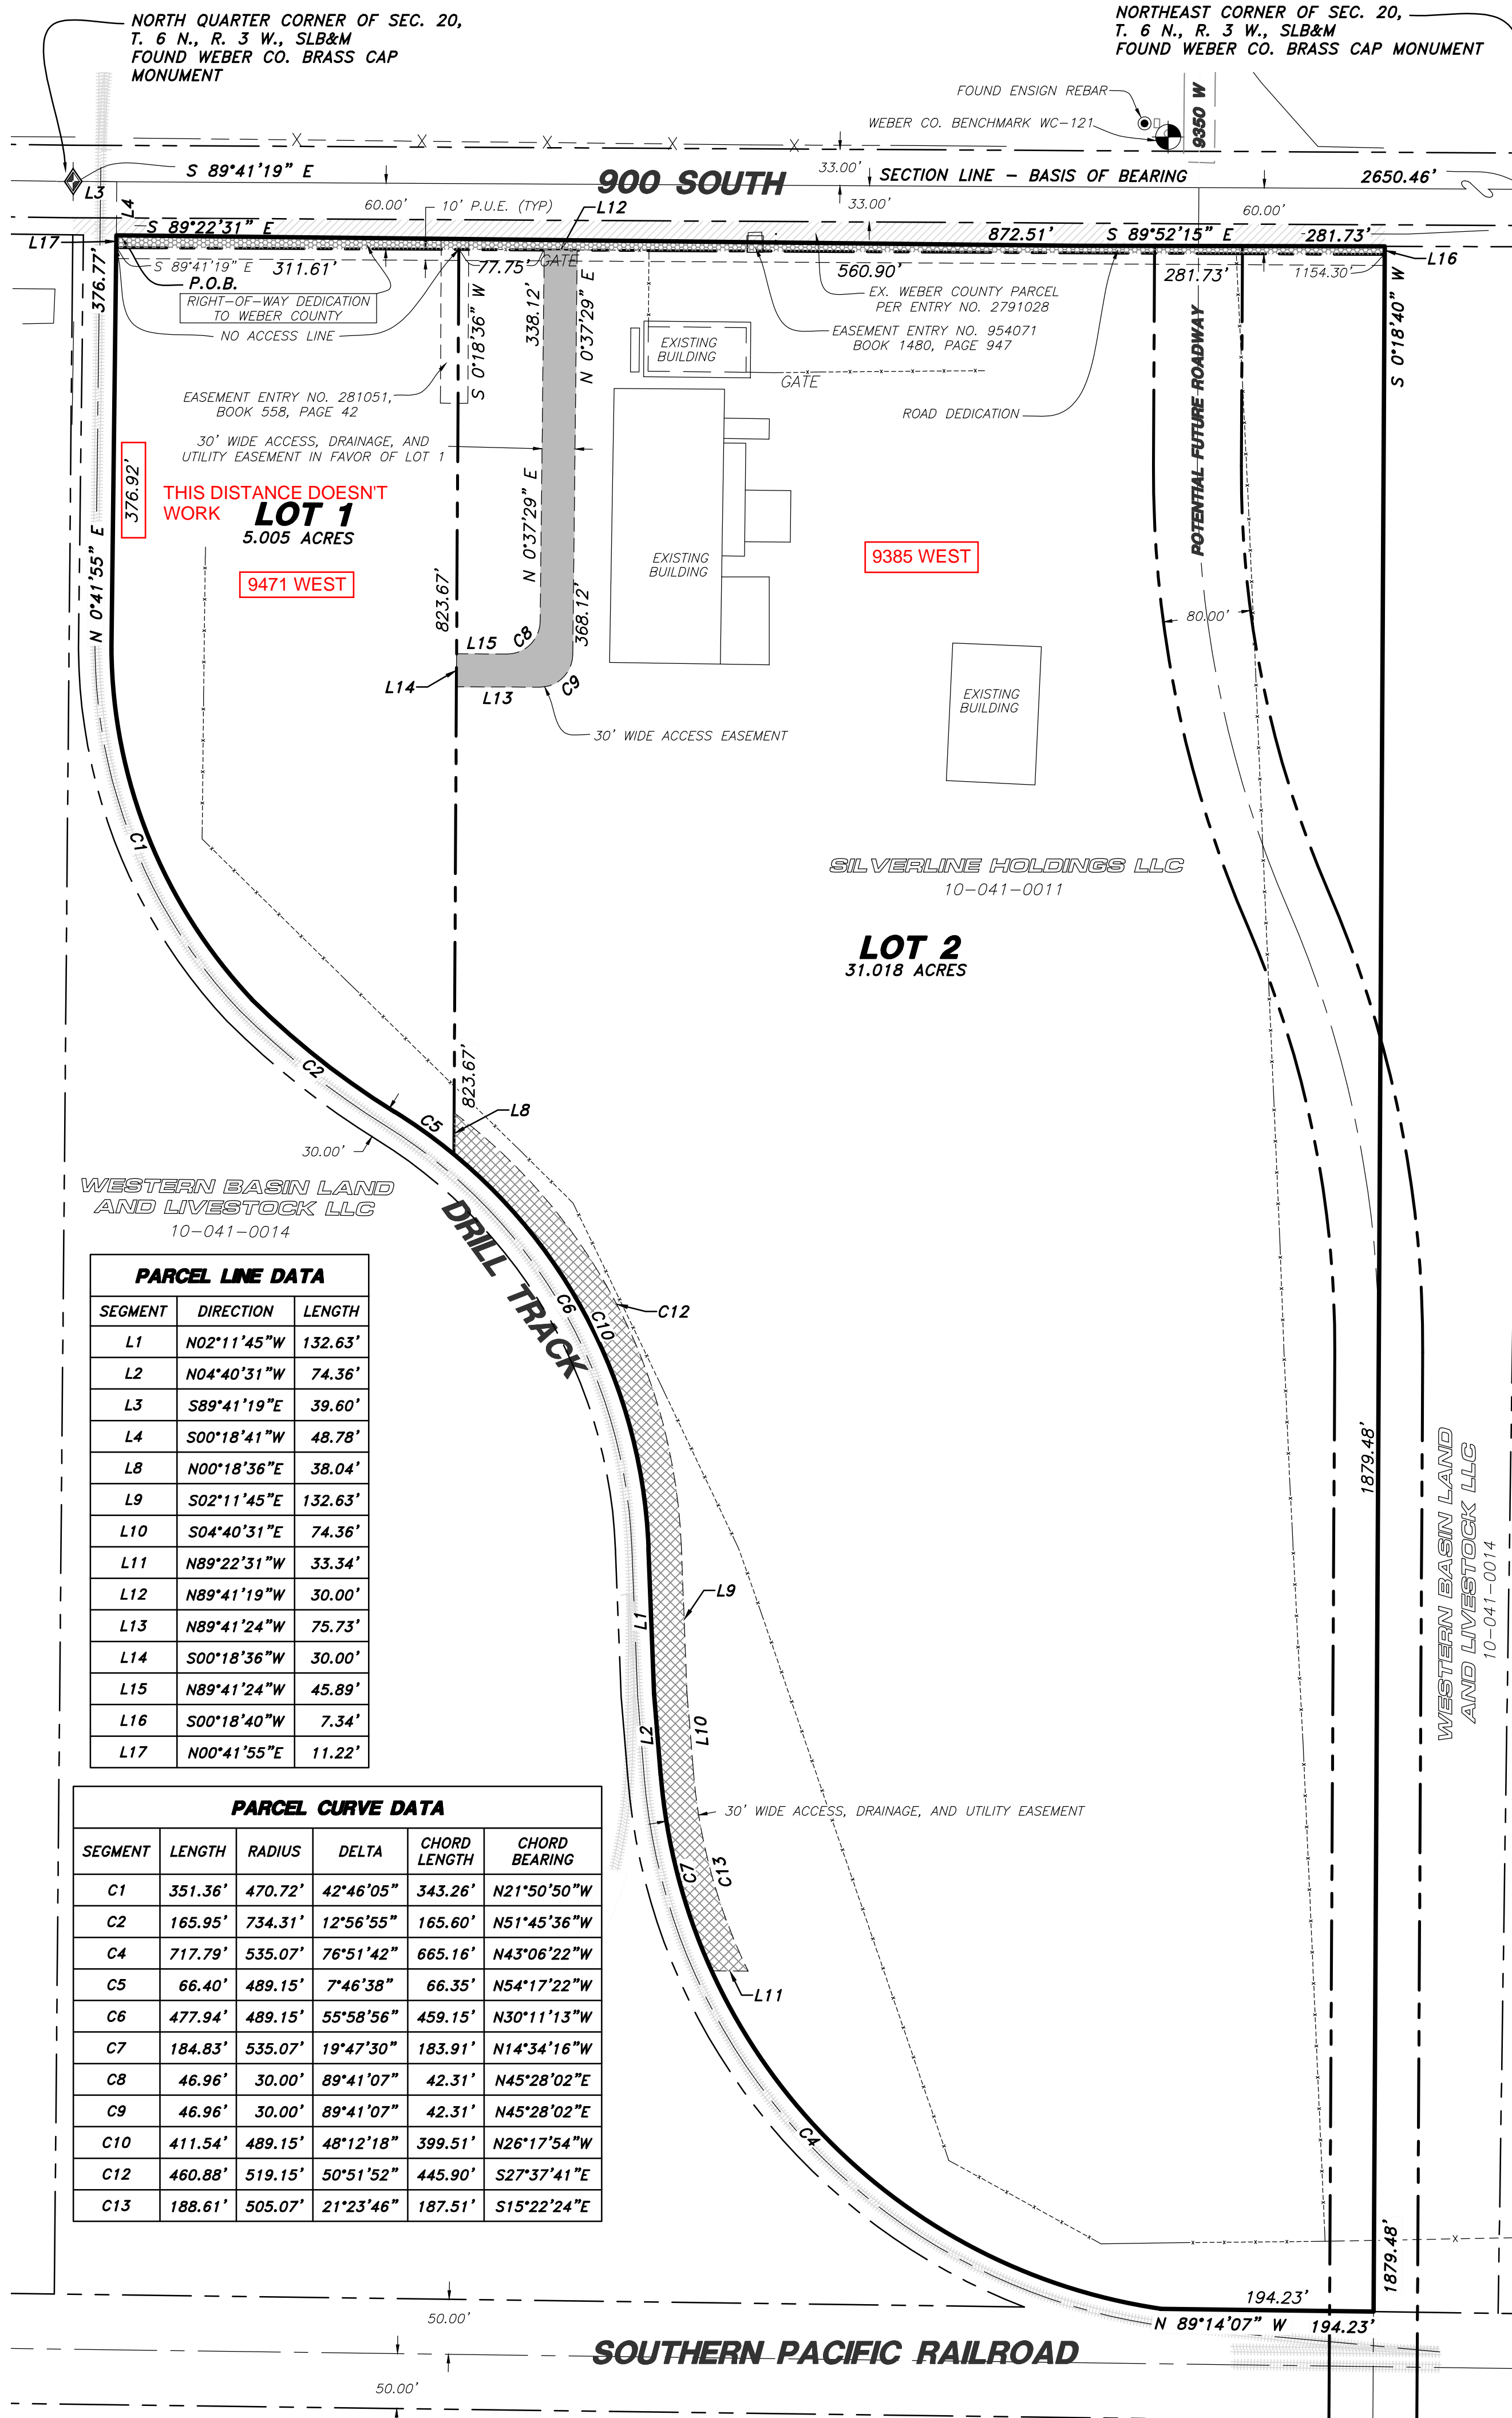 NORTH QUARTER CORNER OF SEC. 20,
T. 6 N., R. 3 W., SLB&M
FOUND WEBER CO. BRASS CAP
MONUMENT
NORTHEAST CORNER OF SEC. 20,
T. 6 N., R. 3 W., SLB&M
FOUND WEBER CO. BRASS CAP MONUMENT
FOUND ENSIGN REBAR
WEBER CO. BENCHMARK WC-121
9350 W
S 89°41'19" E
900 SOUTH
33.00'
SECTION LINE - BASIS OF BEARING
2650.46'
L3
L4
60.00'
10' P.U.E. (TYP)
L12
33.00'
60.00'
L17
S 89°22'31" E
872.51'
S 89°52'15" E
281.73'
L16
S 89°41'19" E
311.61'
77.75'
GATE
560.90'
281.73'
1154.30'
P.O.B.
RIGHT-OF-WAY DEDICATION
TO WEBER COUNTY
NO ACCESS LINE
376.77'
S 0°18'36" W
338.12'
N 0°37'29" E
EX. WEBER COUNTY PARCEL
PER ENTRY NO. 2791028
EASEMENT ENTRY NO. 954071
BOOK 1480, PAGE 947
EXISTING
BUILDING
GATE
S 0°18'40" W
POTENTIAL FUTURE ROADWAY
EASEMENT ENTRY NO. 281051,
BOOK 558, PAGE 42
ROAD DEDICATION
30' WIDE ACCESS, DRAINAGE, AND
UTILITY EASEMENT IN FAVOR OF LOT 1
376.92'
THIS DISTANCE DOESN'T
WORK
LOT 1
5.005 ACRES
9471 WEST
N 0°41'55" E
N 0°37'29" E
EXISTING
BUILDING
9385 WEST
823.67'
368.12'
80.00'
L15
C8
L14
L13
C9
EXISTING
BUILDING
30' WIDE ACCESS EASEMENT
C1
SILVERLINE HOLDINGS LLC
10-041-0011
LOT 2
31.018 ACRES
C2
823.67'
L8
C5
30.00'
WESTERN BASIN LAND
AND LIVESTOCK LLC
10-041-0014
DRILL TRACK
C6
C10
C12
PARCEL LINE DATA
SEGMENT DIRECTION LENGTH
L1 N02°11'45"W 132.63'
L2 N04°40'31"W 74.36'
L3 S89°41'19"E 39.60'
L4 S00°18'41"W 48.78'
L8 N00°18'36"E 38.04'
L9 S02°11'45"E 132.63'
L10 S04°40'31"E 74.36'
L11 N89°22'31"W 33.34'
L12 N89°41'19"W 30.00'
L13 N89°41'24"W 75.73'
L14 S00°18'36"W 30.00'
L15 N89°41'24"W 45.89'
L16 S00°18'40"W 7.34'
L17 N00°41'55"E 11.22'
1879.48'
WESTERN BASIN LAND
AND LIVESTOCK LLC
10-041-0014
L9
L1
L2
L10
PARCEL CURVE DATA
SEGMENT LENGTH RADIUS DELTA CHORD LENGTH CHORD BEARING
C1 351.36' 470.72' 42°46'05" 343.26' N21°50'50"W
C2 165.95' 734.31' 12°56'55" 165.60' N51°45'36"W
C4 717.79' 535.07' 76°51'42" 665.16' N43°06'22"W
C5 66.40' 489.15' 7°46'38" 66.35' N54°17'22"W
C6 477.94' 489.15' 55°58'56" 459.15' N30°11'13"W
C7 184.83' 535.07' 19°47'30" 183.91' N14°34'16"W
C8 46.96' 30.00' 89°41'07" 42.31' N45°28'02"E
C9 46.96' 30.00' 89°41'07" 42.31' N45°28'02"E
C10 411.54' 489.15' 48°12'18" 399.51' N26°17'54"W
C12 460.88' 519.15' 50°51'52" 445.90' S27°37'41"E
C13 188.61' 505.07' 21°23'46" 187.51' S15°22'24"E
30' WIDE ACCESS, DRAINAGE, AND UTILITY EASEMENT
C7
C13
L11
C4
1879.48'
194.23'
N 89°14'07" W 194.23'
50.00'
SOUTHERN PACIFIC RAILROAD
50.00'